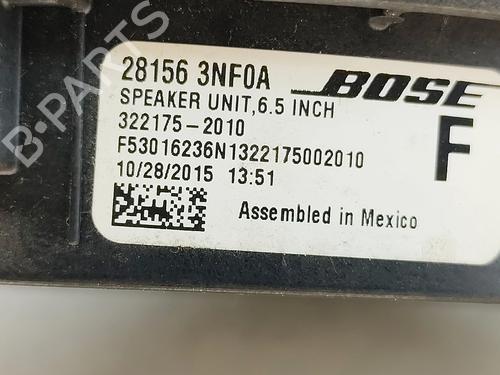 28156 3NF0A
BOSE
SPEAKER UNIT,6.5 INCH
322175-2010
F53016236N1322175002010
F
10/28/2015 13:51
Assembled in Mexico
B-PARTS